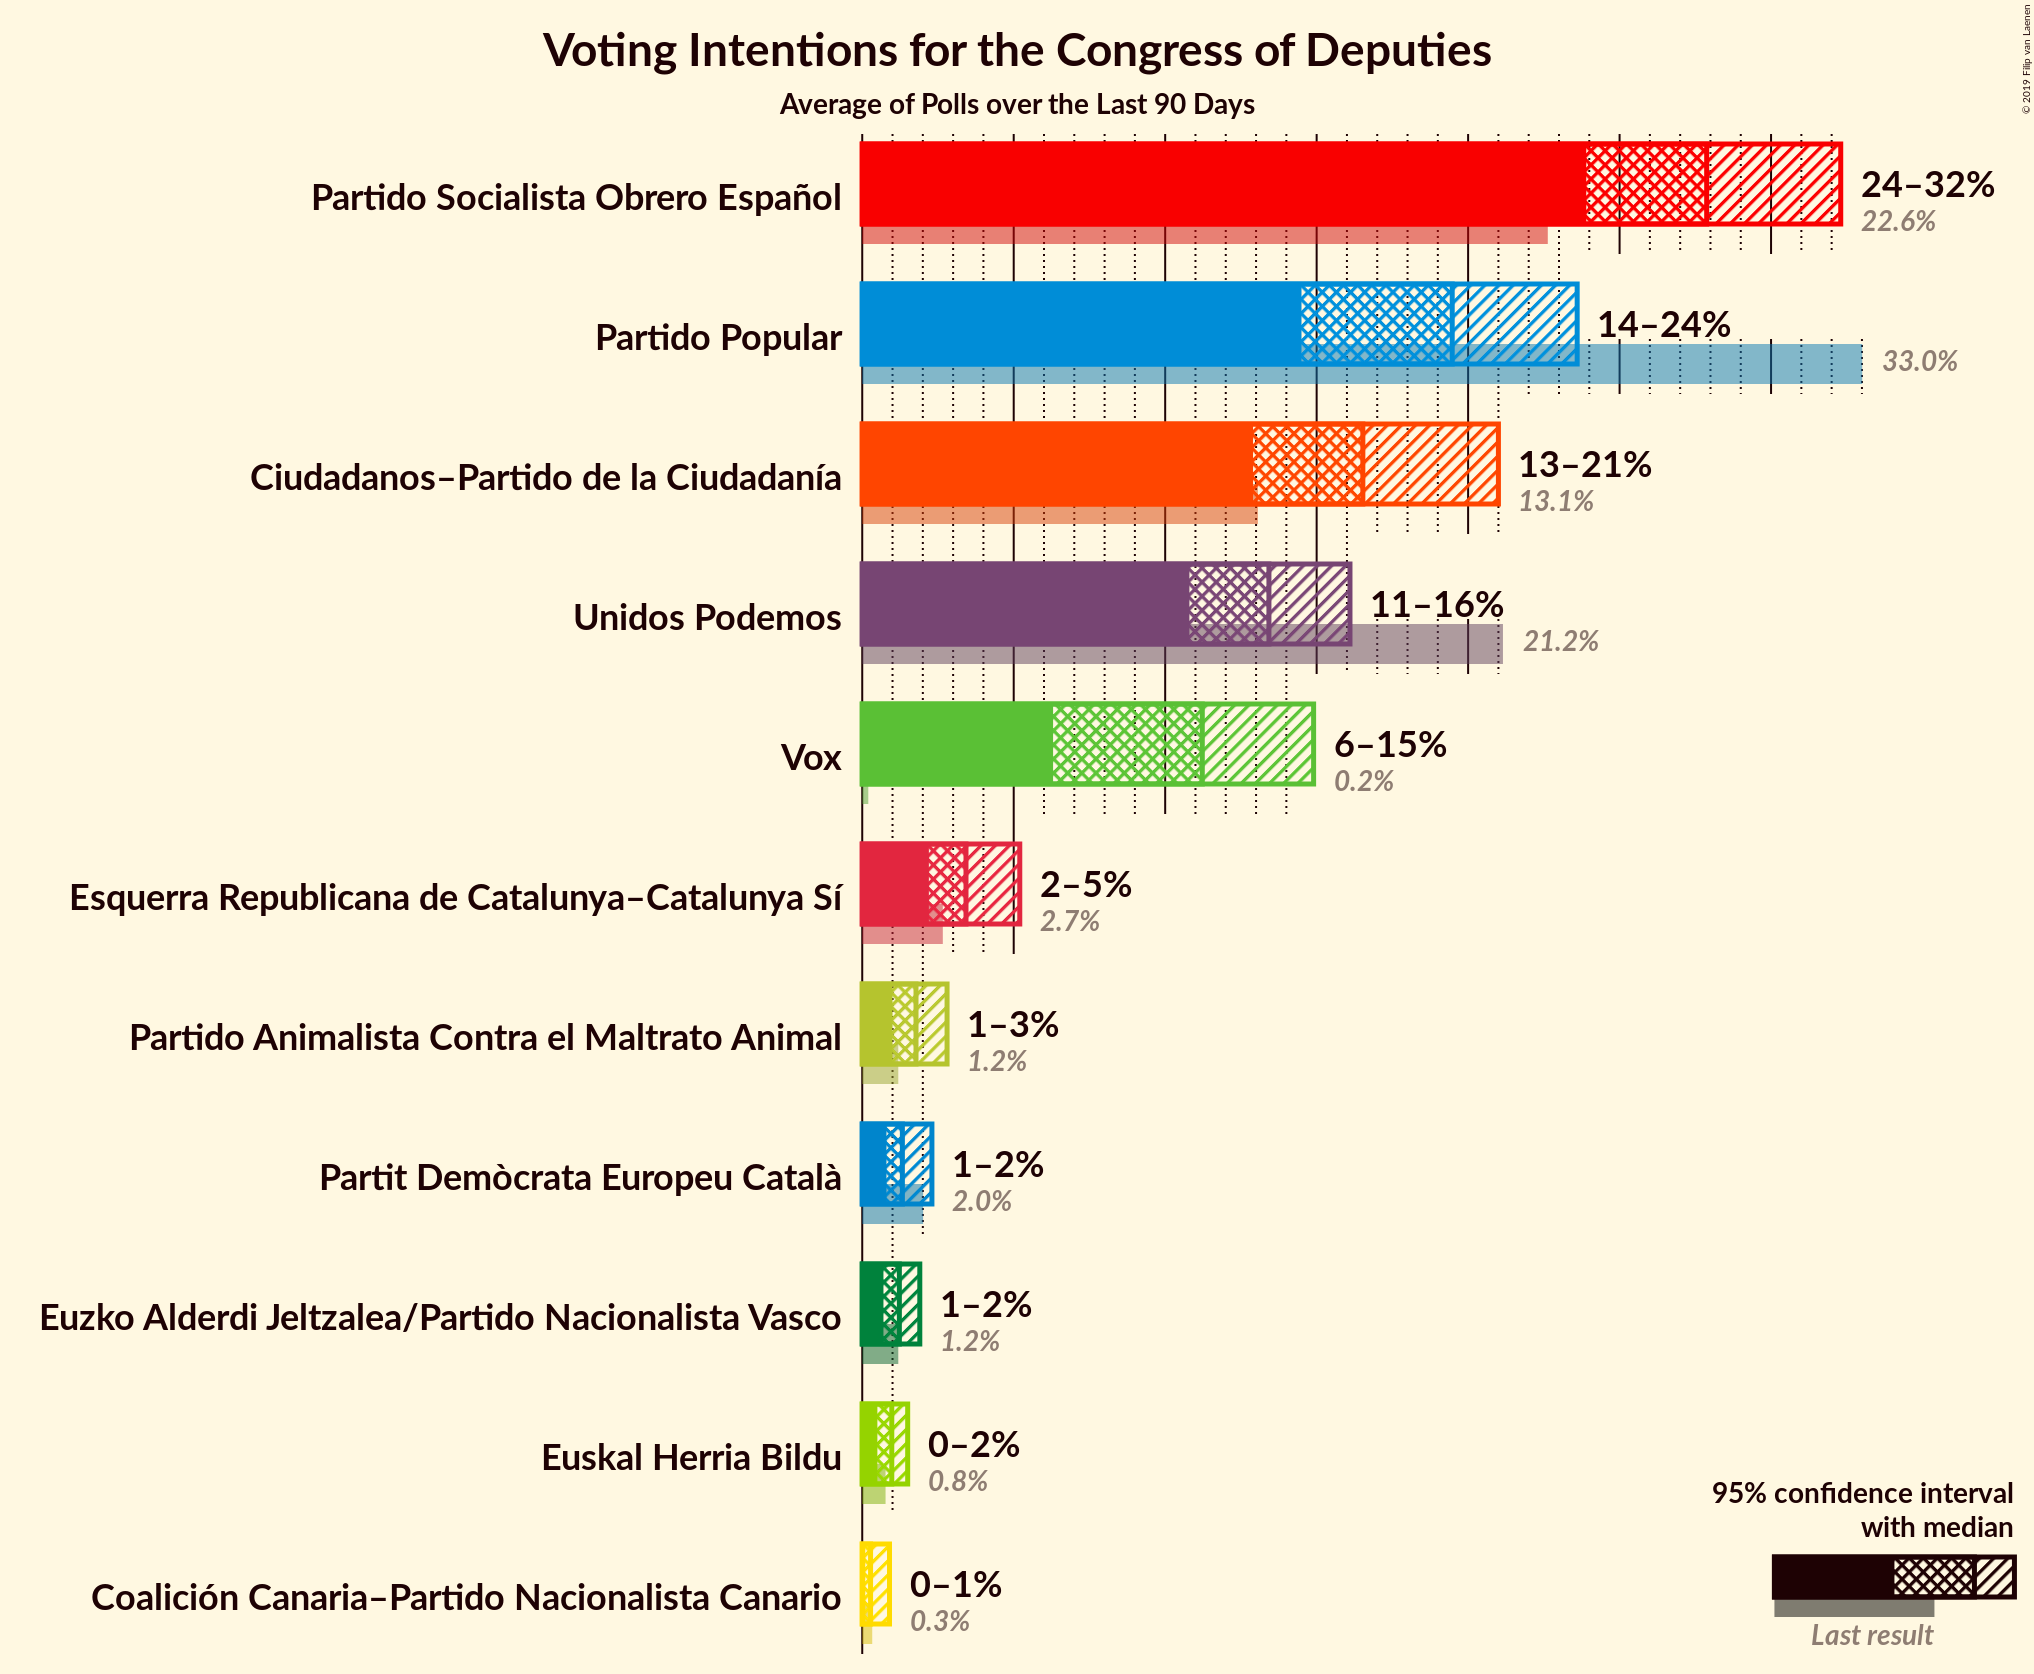 Voting Intentions for the Congress of Deputies
Average of Polls over the Last 90 Days
© 2019 Filip van Laenen
Partido Socialista Obrero Español
24–32%
22.6%
Partido Popular
14–24%
33.0%
Ciudadanos–Partido de la Ciudadanía
13–21%
13.1%
Unidos Podemos
11–16%
21.2%
Vox
6–15%
0.2%
Esquerra Republicana de Catalunya–Catalunya Sí
2–5%
2.7%
Partido Animalista Contra el Maltrato Animal
1–3%
1.2%
Partit Demòcrata Europeu Català
1–2%
2.0%
Euzko Alderdi Jeltzalea/Partido Nacionalista Vasco
1–2%
1.2%
Euskal Herria Bildu
0–2%
0.8%
Coalición Canaria–Partido Nacionalista Canario
0–1%
0.3%
95% confidence interval
with median
Last result